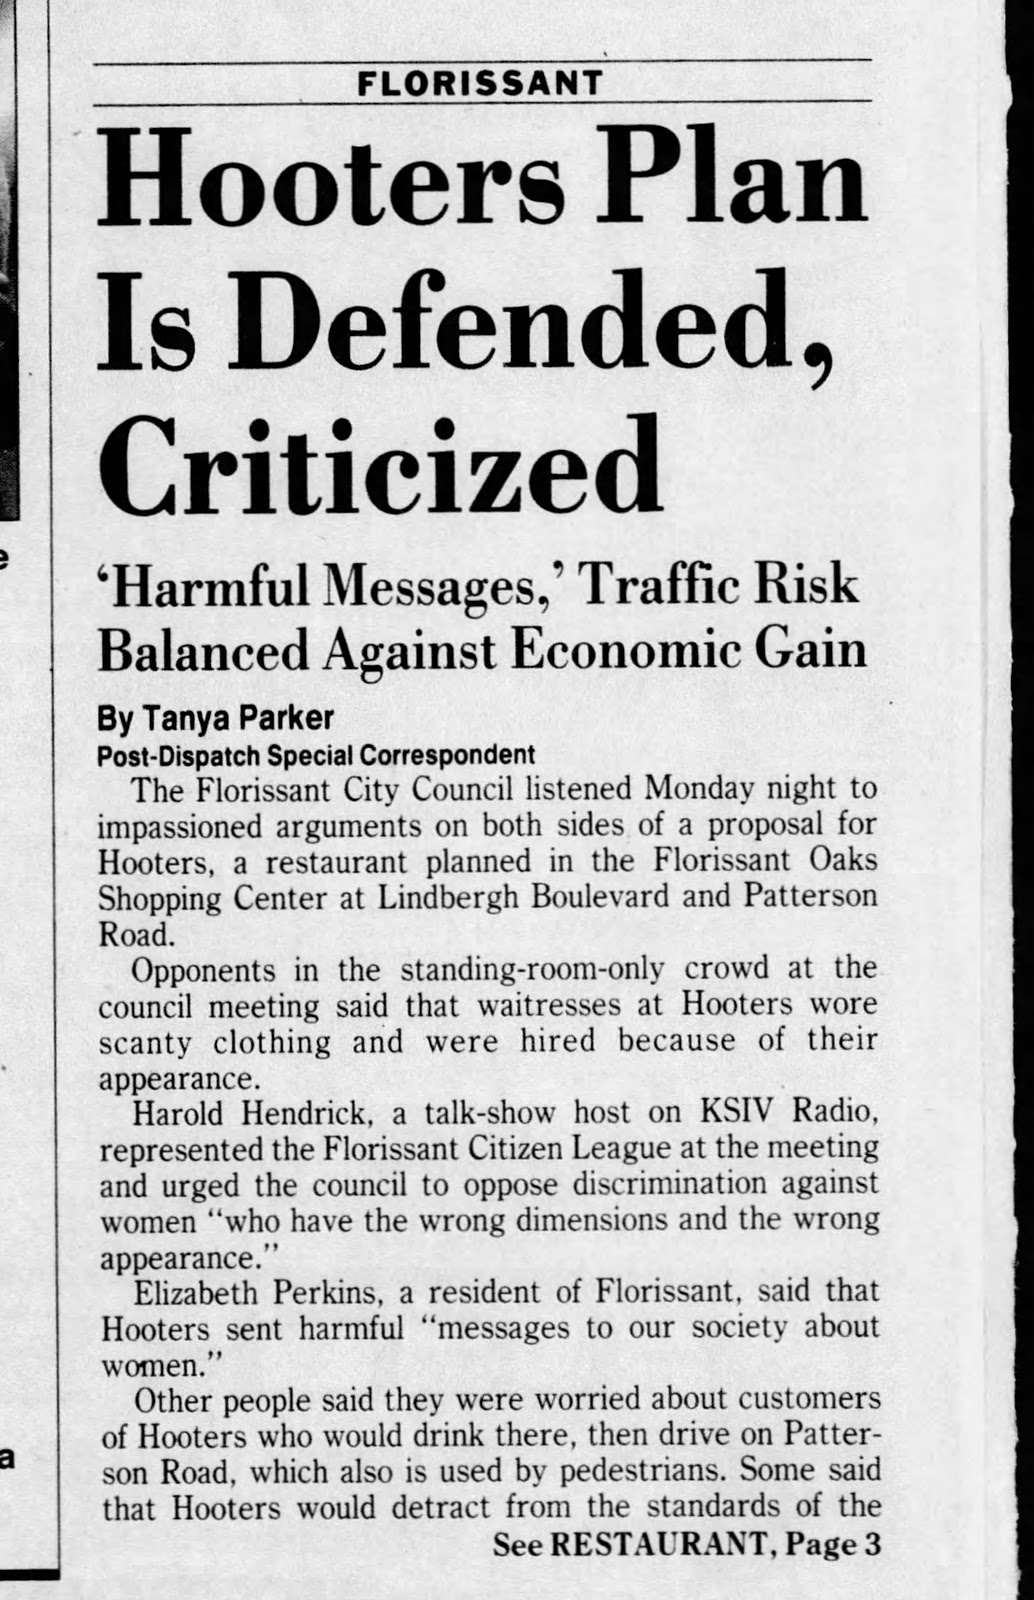 FLORISSANT
Hooters Plan
Is Defended,
Criticized
‘Harmful Messages,’ Traffic Risk
Balanced Against Economic Gain
By Tanya Parker
Post-Dispatch Special Correspondent
The Florissant City Council listened Monday night to
impassioned arguments on both sides of a proposal for
Hooters, a restaurant planned in the Florissant Oaks
Shopping Center at Lindbergh Boulevard and Patterson
Road.
Opponents in the standing-room-only crowd at the
council meeting said that waitresses at Hooters wore
scanty clothing and were hired because of their
appearance.
Harold Hendrick, a talk-show host on KSIV Radio,
represented the Florissant Citizen League at the meeting
and urged the council to oppose discrimination against
women “who have the wrong dimensions and the wrong
appearance.”
Elizabeth Perkins, a resident of Florissant, said that
Hooters sent harmful “messages to our society about
women.”
Other people said they were worried about customers
of Hooters who would drink there, then drive on Patter-
son Road, which also is used by pedestrians. Some said
that Hooters would detract from the standards of the
See RESTAURANT, Page 3
a